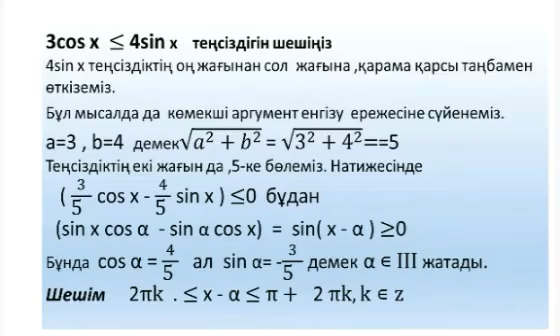 3cos x ≤ 4sin x теңсіздігін шешіңіз
4sin x теңсіздіктің оң жағынан сол жағына ,қарама қарсы таңбамен
өткіземіз.
Бұл мысалда да көмекші аргумент енгізу ережесіне сүйенеміз.
a=3 , b=4 демек√(a² + b²) = √(3² + 4²)==5
Теңсіздіктің екі жағын да ,5-ке бөлеміз. Натижесінде
( 3/5 cos x - 4/5 sin x ) ≤0 бұдан
(sin x cos α - sin α cos x) = sin( x - α ) ≥0
Бұнда cos α = 4/5 ал sin α= -3/5 демек α ∈ III жатады.
Шешім 2πk . ≤ x - α ≤ π + 2 πk, k ∈ z